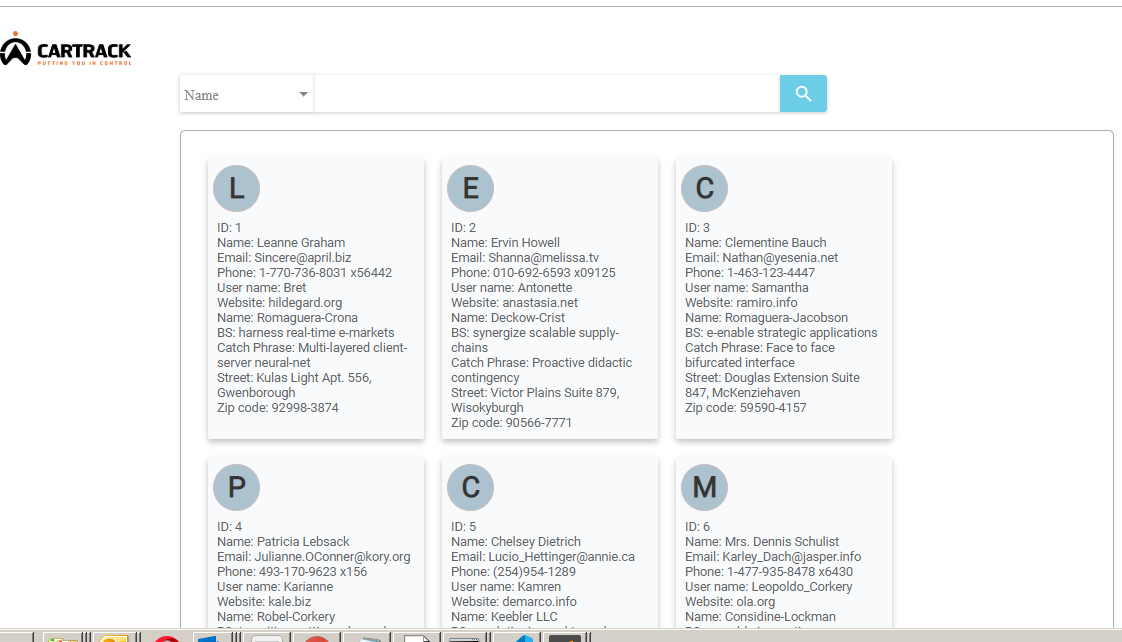 CARTRACK
PUTTING YOU IN CONTROL
Name
L
ID: 1
Name: Leanne Graham
Email: Sincere@april.biz
Phone: 1-770-736-8031 x56442
User name: Bret
Website: hildegard.org
Name: Romaguera-Crona
BS: harness real-time e-markets
Catch Phrase: Multi-layered client-
server neural-net
Street: Kulas Light Apt. 556,
Gwenborough
Zip code: 92998-3874
E
ID: 2
Name: Ervin Howell
Email: Shanna@melissa.tv
Phone: 010-692-6593 x09125
User name: Antonette
Website: anastasia.net
Name: Deckow-Crist
BS: synergize scalable supply-
chains
Catch Phrase: Proactive didactic
contingency
Street: Victor Plains Suite 879,
Wisokyburgh
Zip code: 90566-7771
C
ID: 3
Name: Clementine Bauch
Email: Nathan@yesenia.net
Phone: 1-463-123-4447
User name: Samantha
Website: ramiro.info
Name: Romaguera-Jacobson
BS: e-enable strategic applications
Catch Phrase: Face to face
bifurcated interface
Street: Douglas Extension Suite
847, McKenziehaven
Zip code: 59590-4157
P
ID: 4
Name: Patricia Lebsack
Email: Julianne.OConner@kory.org
Phone: 493-170-9623 x156
User name: Karianne
Website: kale.biz
Name: Robel-Corkery
C
ID: 5
Name: Chelsey Dietrich
Email: Lucio_Hettinger@annie.ca
Phone: (254)954-1289
User name: Kamren
Website: demarco.info
Name: Keebler LLC
M
ID: 6
Name: Mrs. Dennis Schulist
Email: Karley_Dach@jasper.info
Phone: 1-477-935-8478 x6430
User name: Leopoldo_Corkery
Website: ola.org
Name: Considine-Lockman